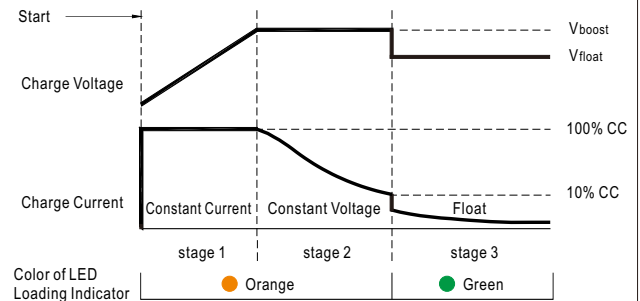 Start
Vboost
Vfloat
Charge Voltage
100% CC
10% CC
Charge Current
Constant Current
Constant Voltage
Float
stage 1
stage 2
stage 3
Color of LED
Loading Indicator
Orange
Green